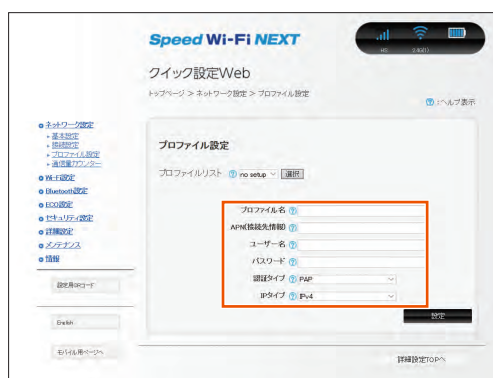 Speed Wi-Fi NEXT
クイック設定Web
トップページ > ネットワーク設定 > プロファイル設定
:ヘルプ表示
ネットワーク設定
基本設定
接続設定
プロファイル設定
通信量カウンター
Wi-Fi設定
Bluetooth設定
ECO設定
セキュリティ設定
詳細設定
メンテナンス
情報
設定用QRコード
English
モバイル用ページへ
プロファイル設定
プロファイルリスト ? no setup 選択
プロファイル名 ?
APN(接続先情報) ?
ユーザー名 ?
パスワード ?
認証タイプ ? PAP
IPタイプ ? IPv4
設定
詳細設定TOPへ